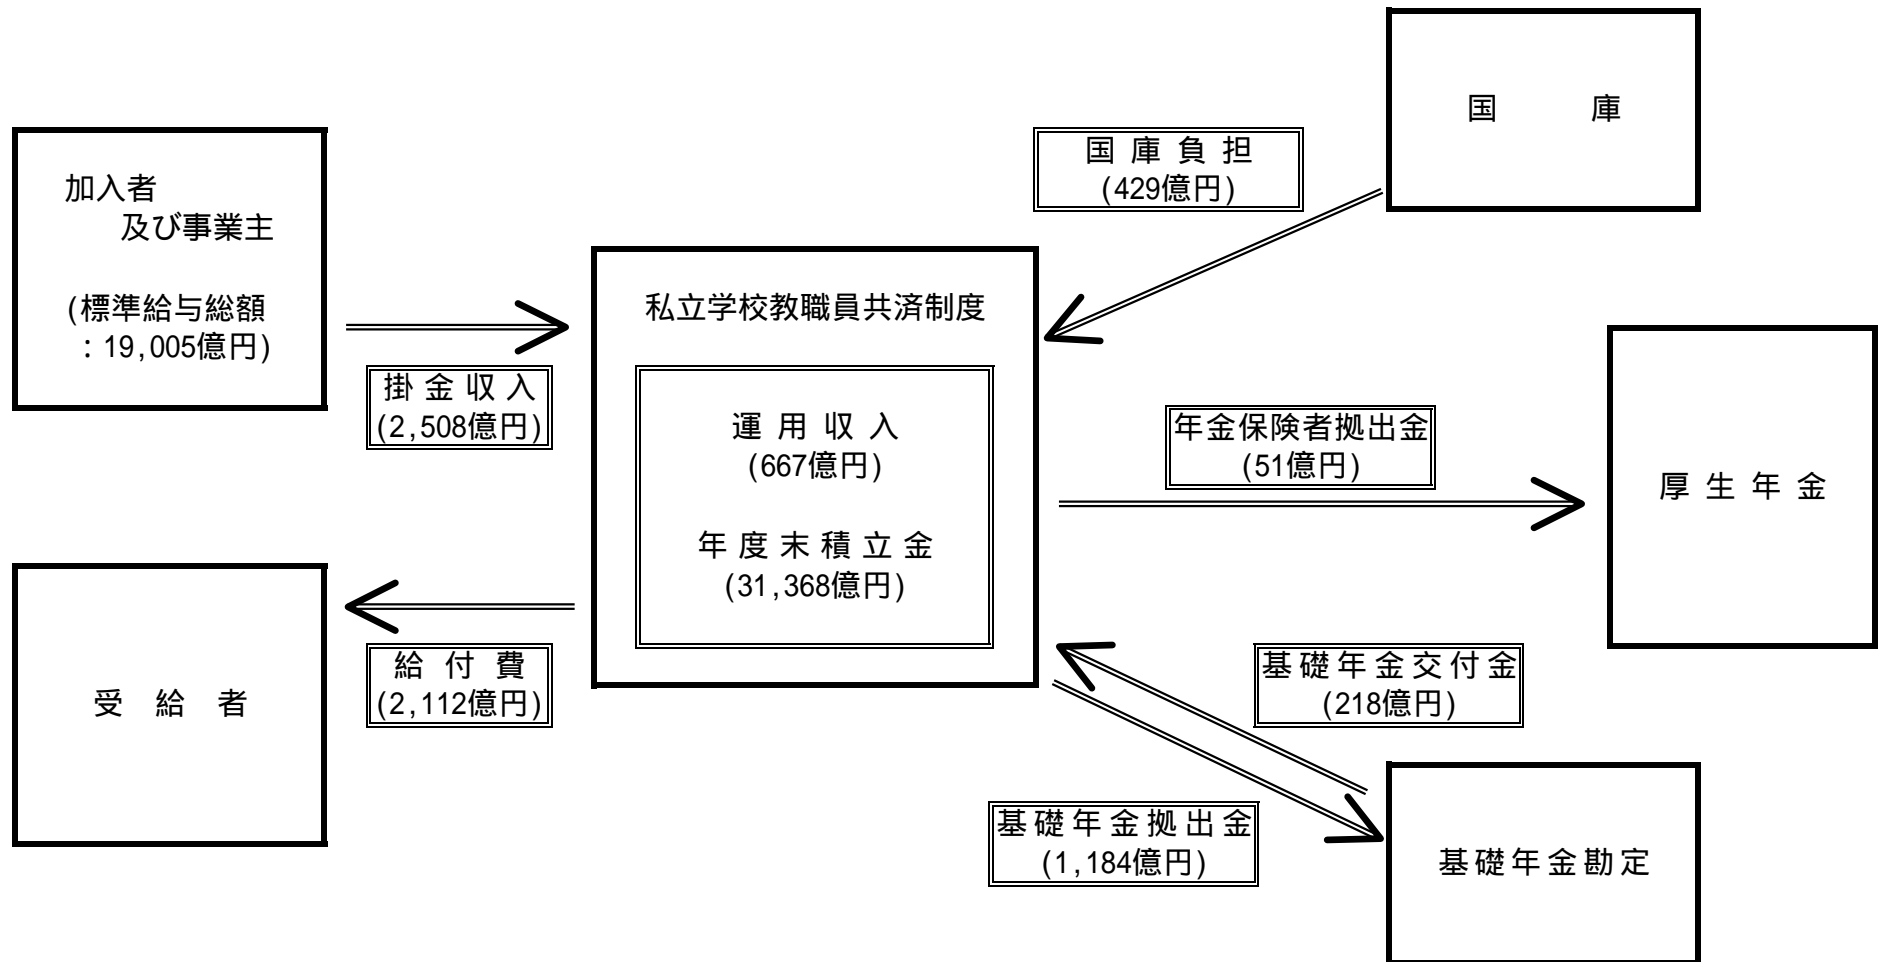 国庫
国庫負担
(429億円)
加入者
及び事業主
(標準給与総額
:19,005億円)
私立学校教職員共済制度
掛金収入
(2,508億円)
運用収入
(667億円)
年度末積立金
(31,368億円)
年金保険者拠出金
(51億円)
厚生年金
受給者
給付費
(2,112億円)
基礎年金交付金
(218億円)
基礎年金拠出金
(1,184億円)
基礎年金勘定